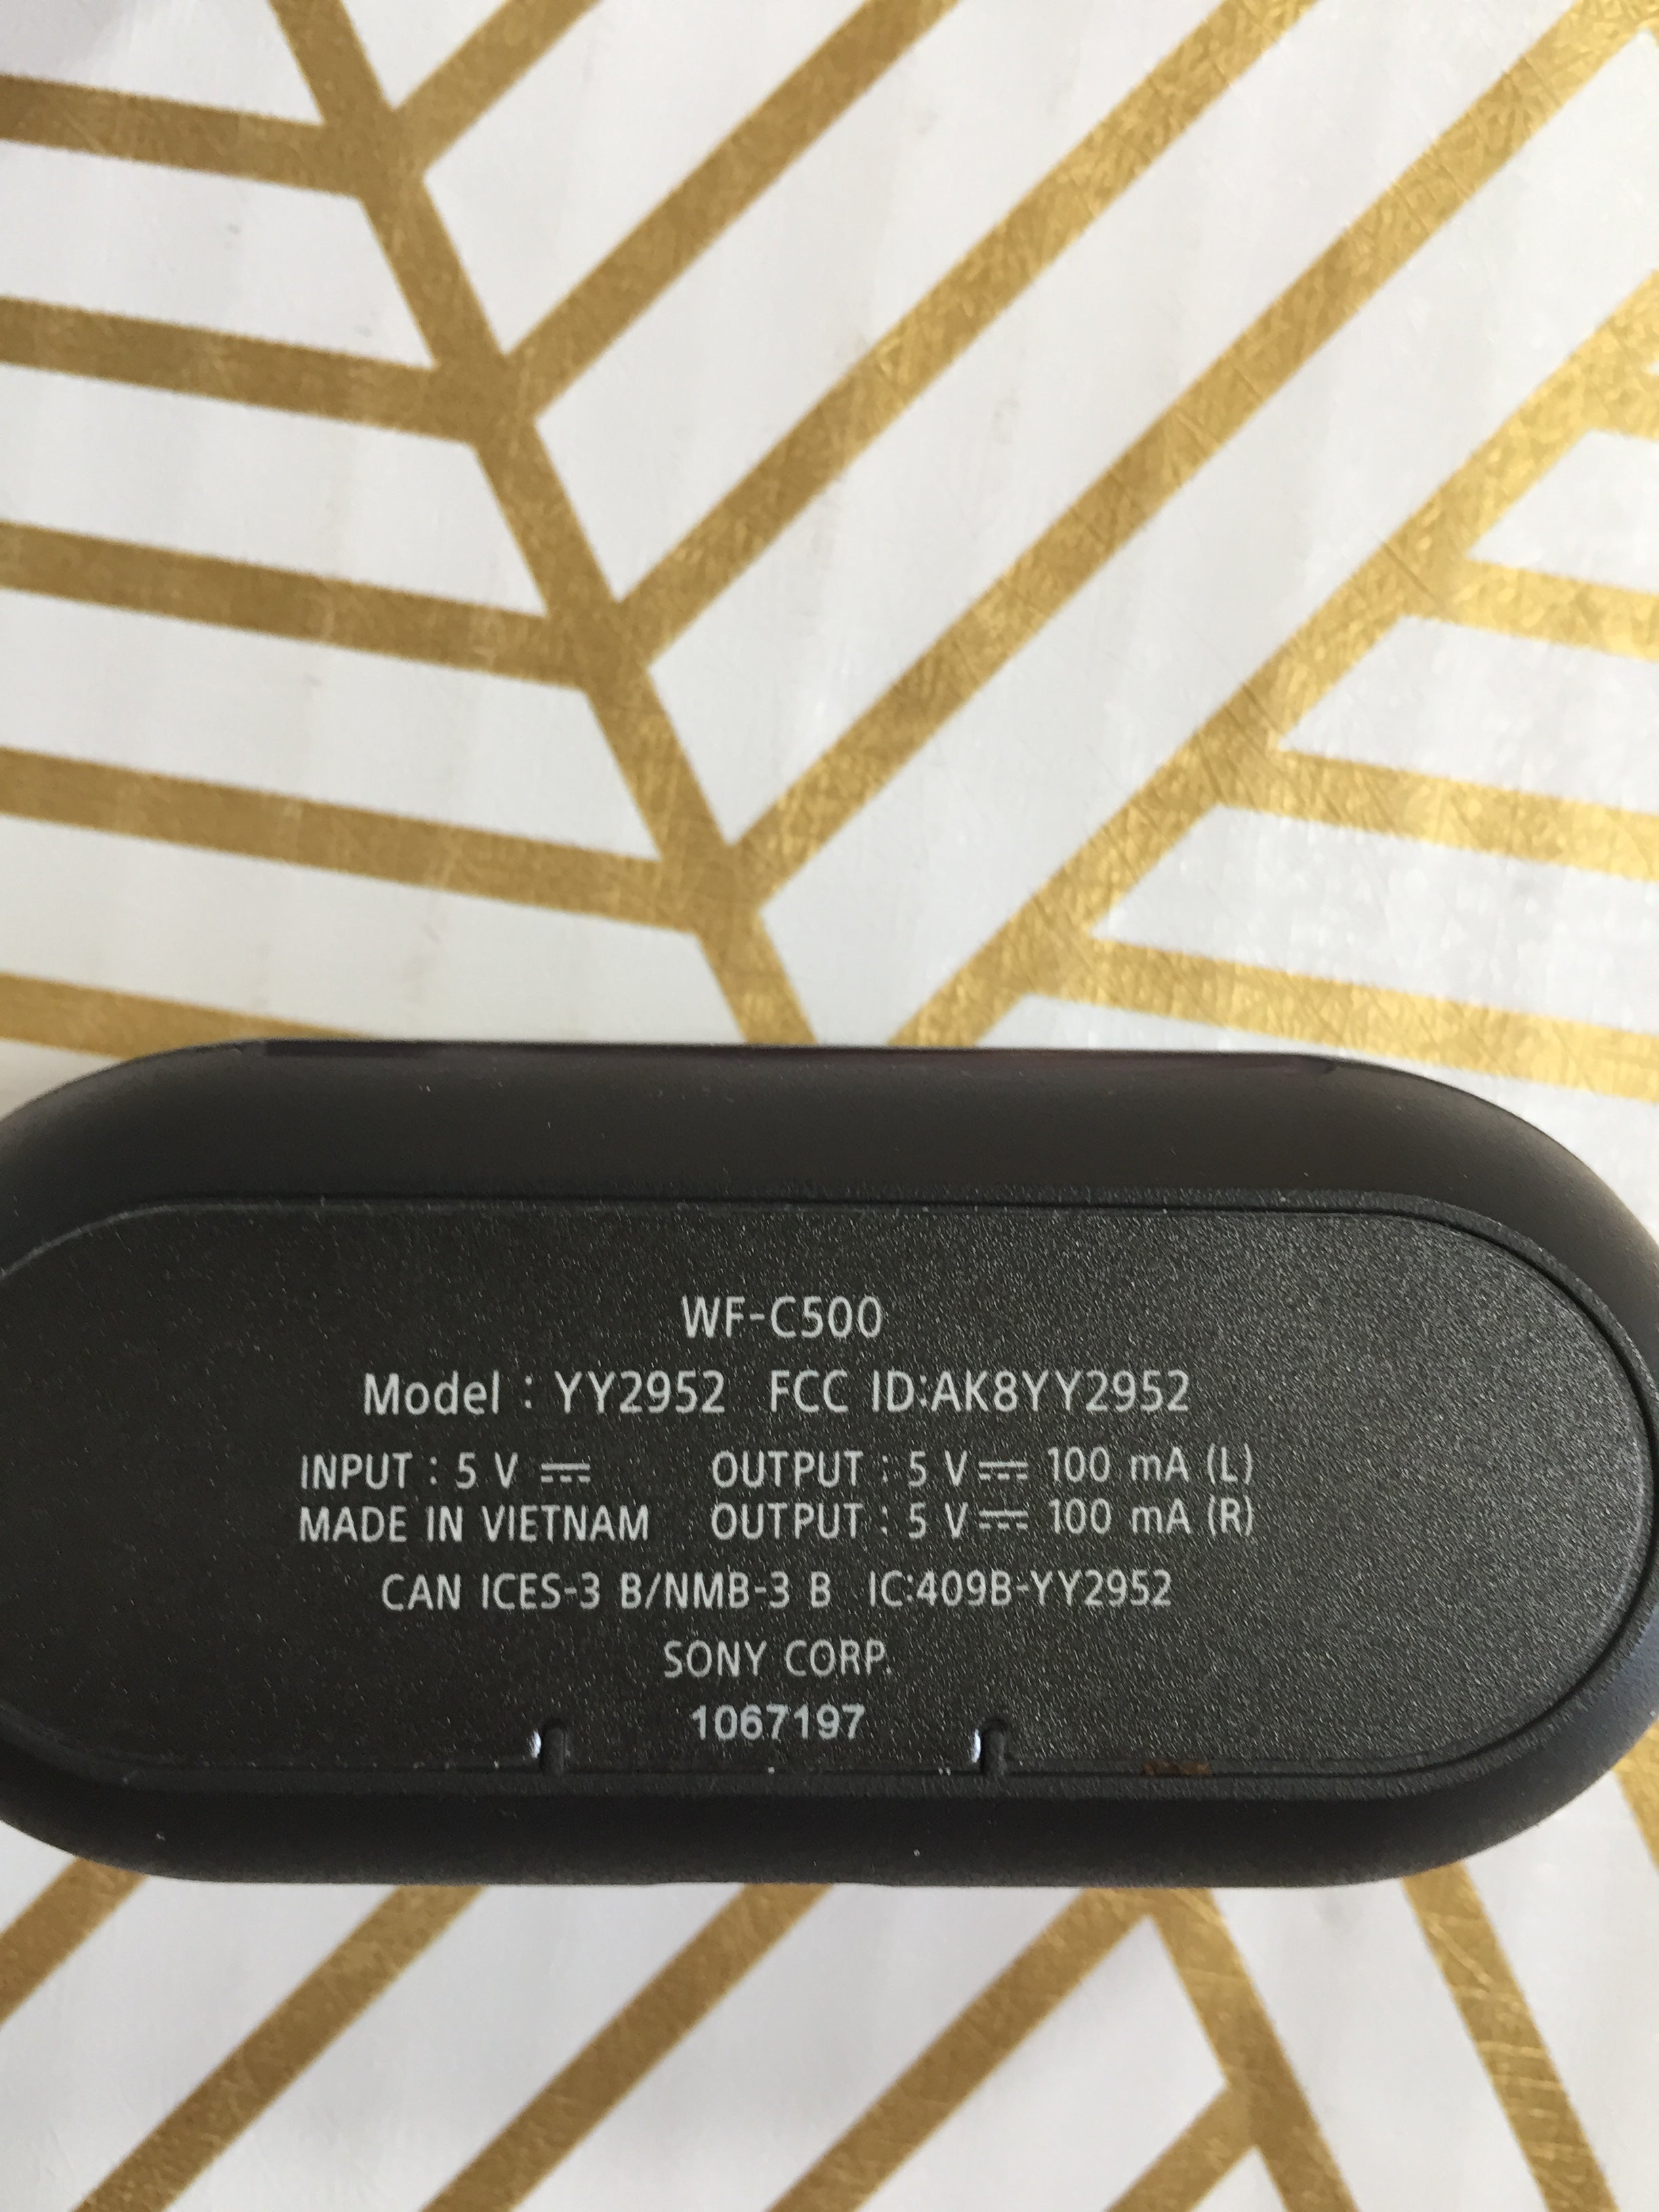 WF-C500
Model : YY2952 FCC ID:AK8YY2952
INPUT : 5 V ⎓ OUTPUT : 5 V ⎓ 100 mA (L)
MADE IN VIETNAM OUTPUT : 5 V ⎓ 100 mA (R)
CAN ICES-3 B/NMB-3 B IC:409B-YY2952
SONY CORP.
1067197